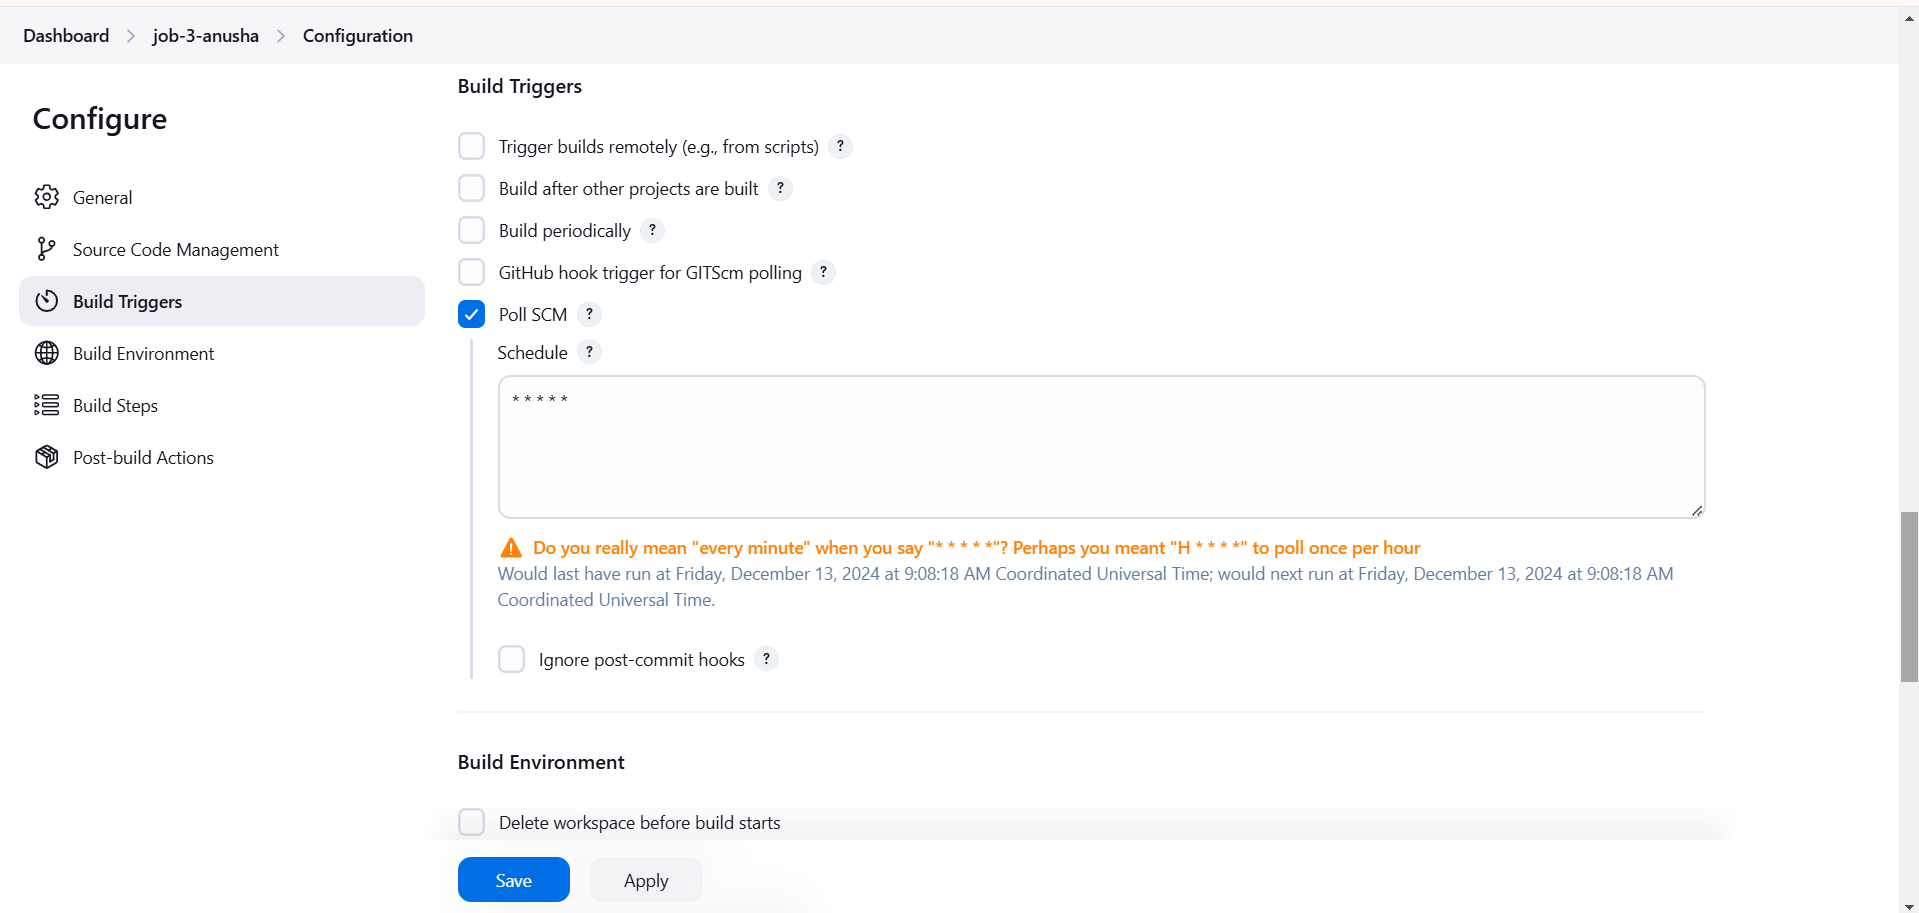 Dashboard > job-3-anusha > Configuration
Configure
General
Source Code Management
Build Triggers
Build Environment
Build Steps
Post-build Actions
Build Triggers
Trigger builds remotely (e.g., from scripts) ?
Build after other projects are built ?
Build periodically ?
GitHub hook trigger for GITScm polling ?
Poll SCM ?
Schedule ?
* * * * *
Do you really mean "every minute" when you say "* * * * *"? Perhaps you meant "H * * * *" to poll once per hour
Would last have run at Friday, December 13, 2024 at 9:08:18 AM Coordinated Universal Time; would next run at Friday, December 13, 2024 at 9:08:18 AM
Coordinated Universal Time.
Ignore post-commit hooks ?
Build Environment
Delete workspace before build starts
Save
Apply